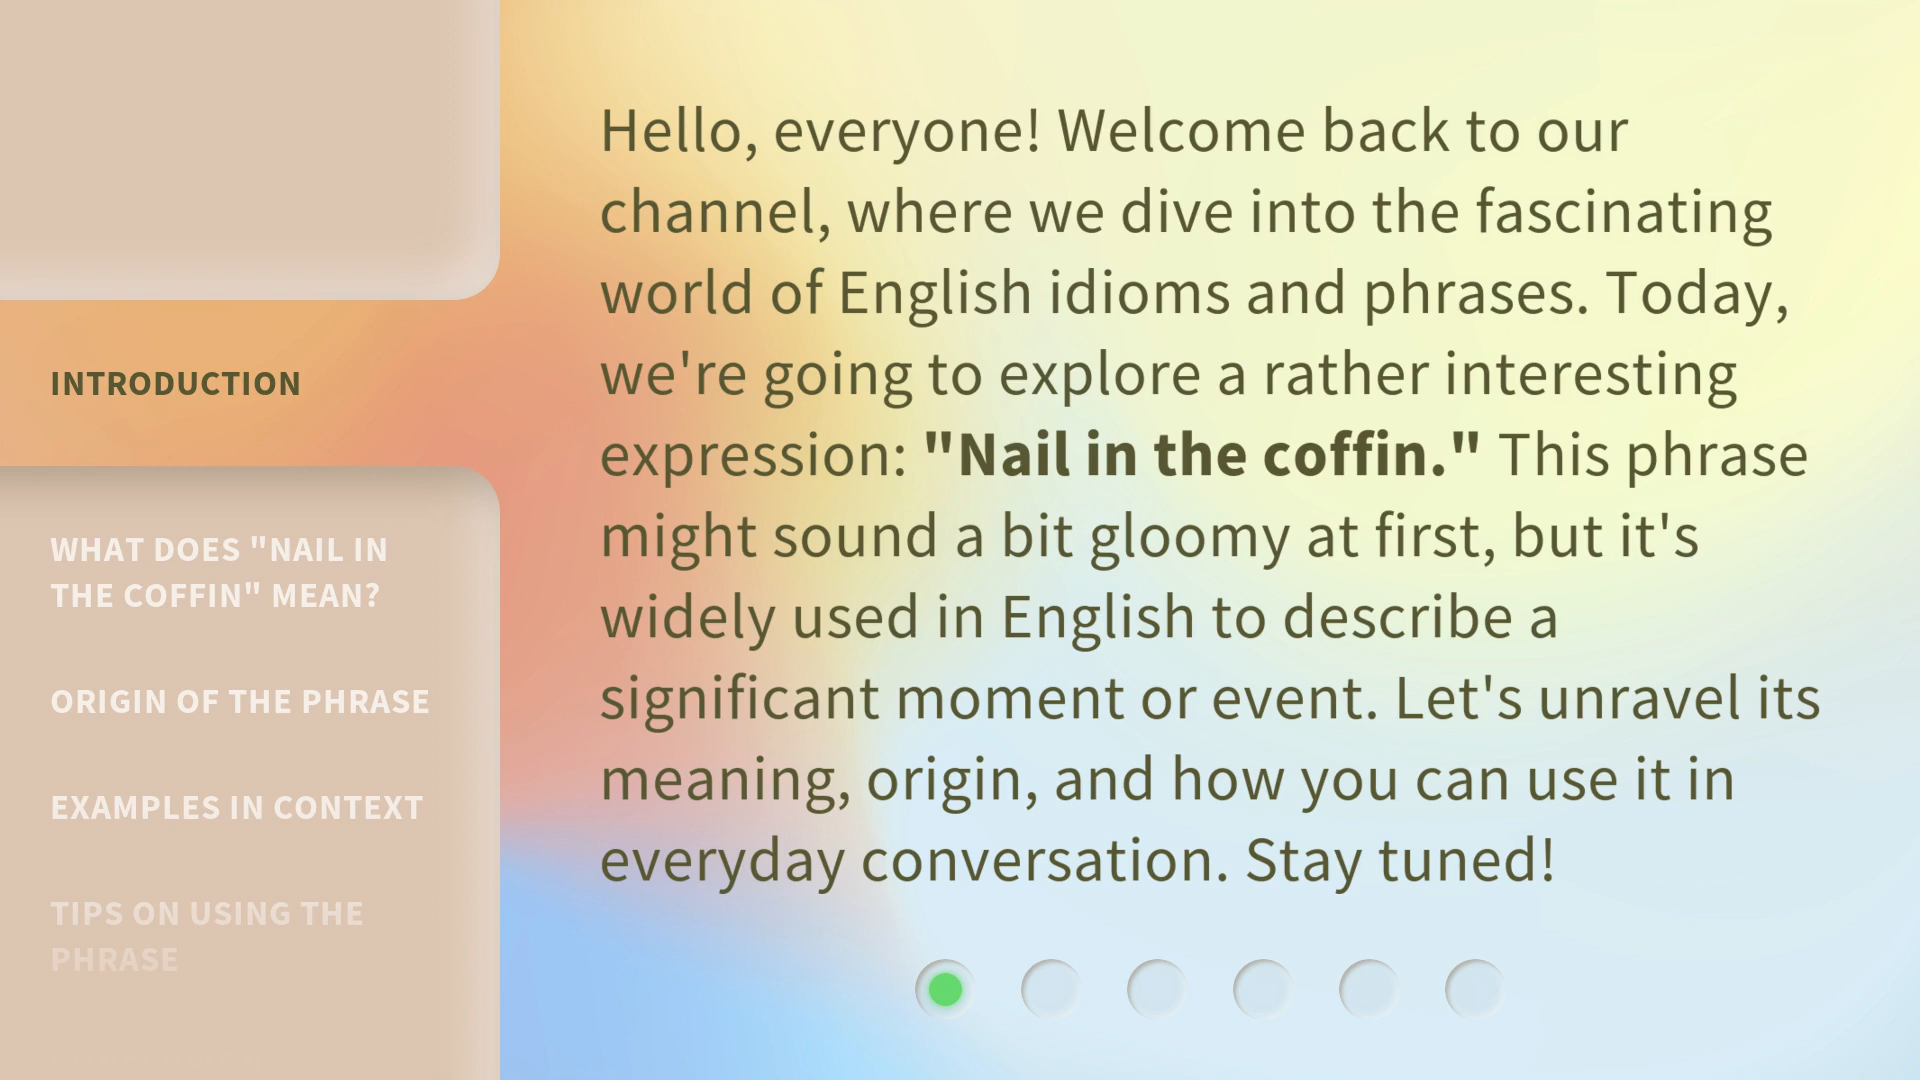 INTRODUCTION
WHAT DOES "NAIL IN
THE COFFIN" MEAN?
ORIGIN OF THE PHRASE
EXAMPLES IN CONTEXT
TIPS ON USING THE
PHRASE
Hello, everyone! Welcome back to our
channel, where we dive into the fascinating
world of English idioms and phrases. Today,
we're going to explore a rather interesting
expression: "Nail in the coffin." This phrase
might sound a bit gloomy at first, but it's
widely used in English to describe a
significant moment or event. Let's unravel its
meaning, origin, and how you can use it in
everyday conversation. Stay tuned!